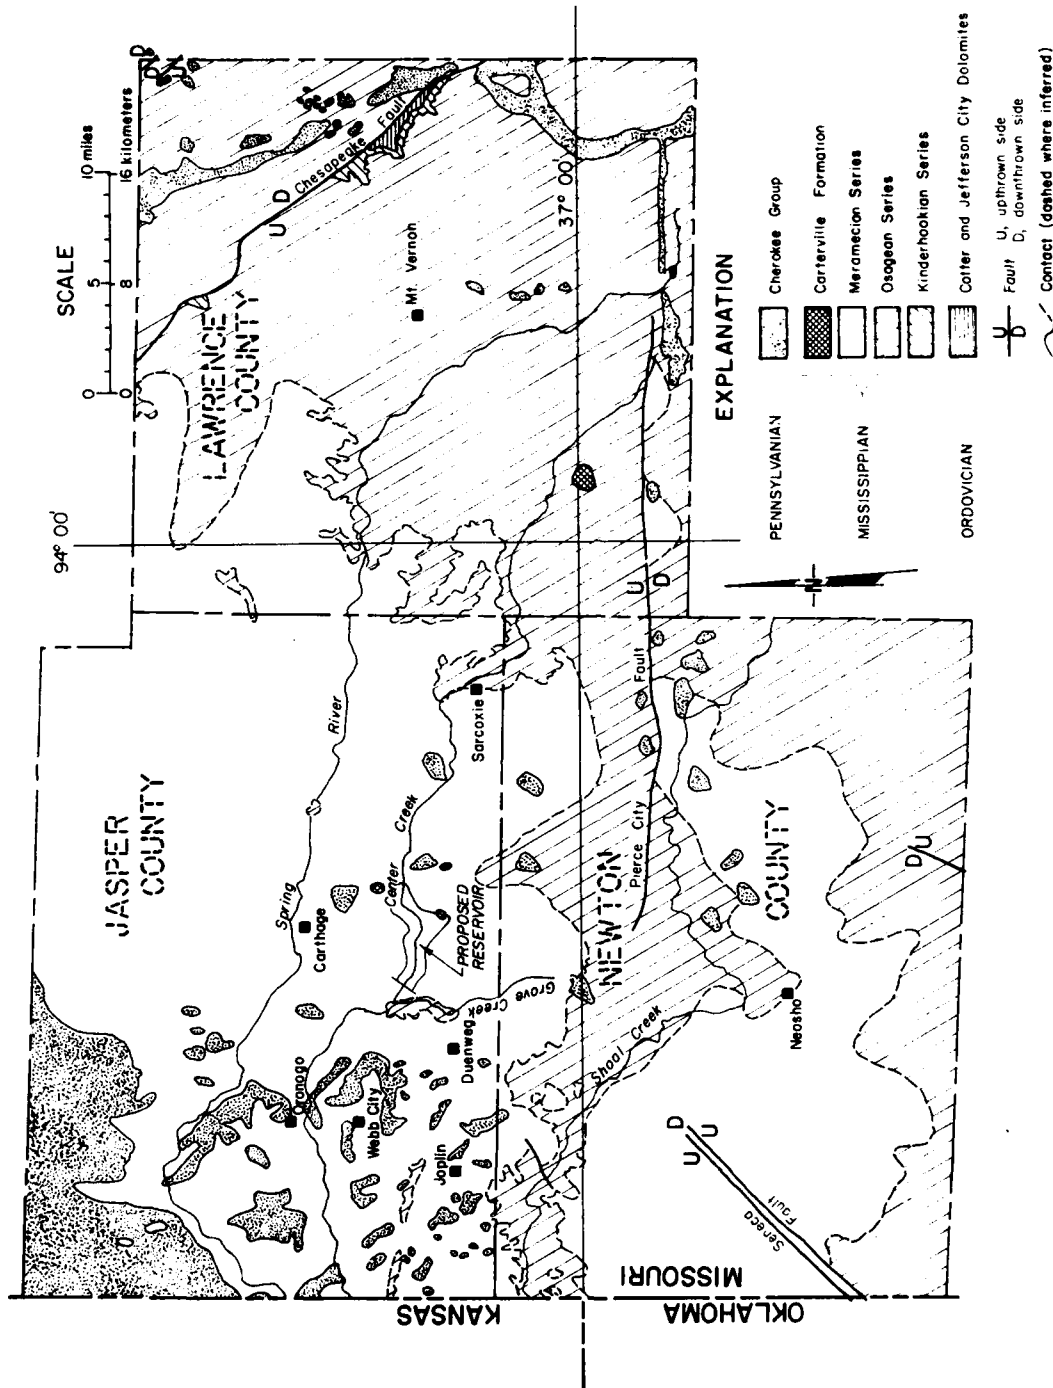 SCALE
0 5 10 miles
0 8 16 kilometers
94° 00'
37° 00'
JASPER
COUNTY
LAWRENCE
COUNTY
NEWTON
COUNTY
Spring
River
Carthage
Center
Creek
PROPOSED
RESERVOIR
Sarcoxie
Grove Creek
Duenweg
Oronogo
Webb City
Joplin
Shoal Creek
Neosho
Pierce City
Fault
U
D
Seneca
Fault
U
D
U
D
U
Chesapeake
Fault
U
D
Mt. Vernon
D
D
U
KANSAS
OKLAHOMA
MISSOURI
N
EXPLANATION
PENNSYLVANIAN
Cherokee Group
MISSISSIPPIAN
Carterville Formation
Meramecian Series
Osagean Series
Kinderhookian Series
ORDOVICIAN
Cotter and Jefferson City Dolomites
U
D
Fault U, upthrown side
D, downthrown side
Contact (dashed where inferred)